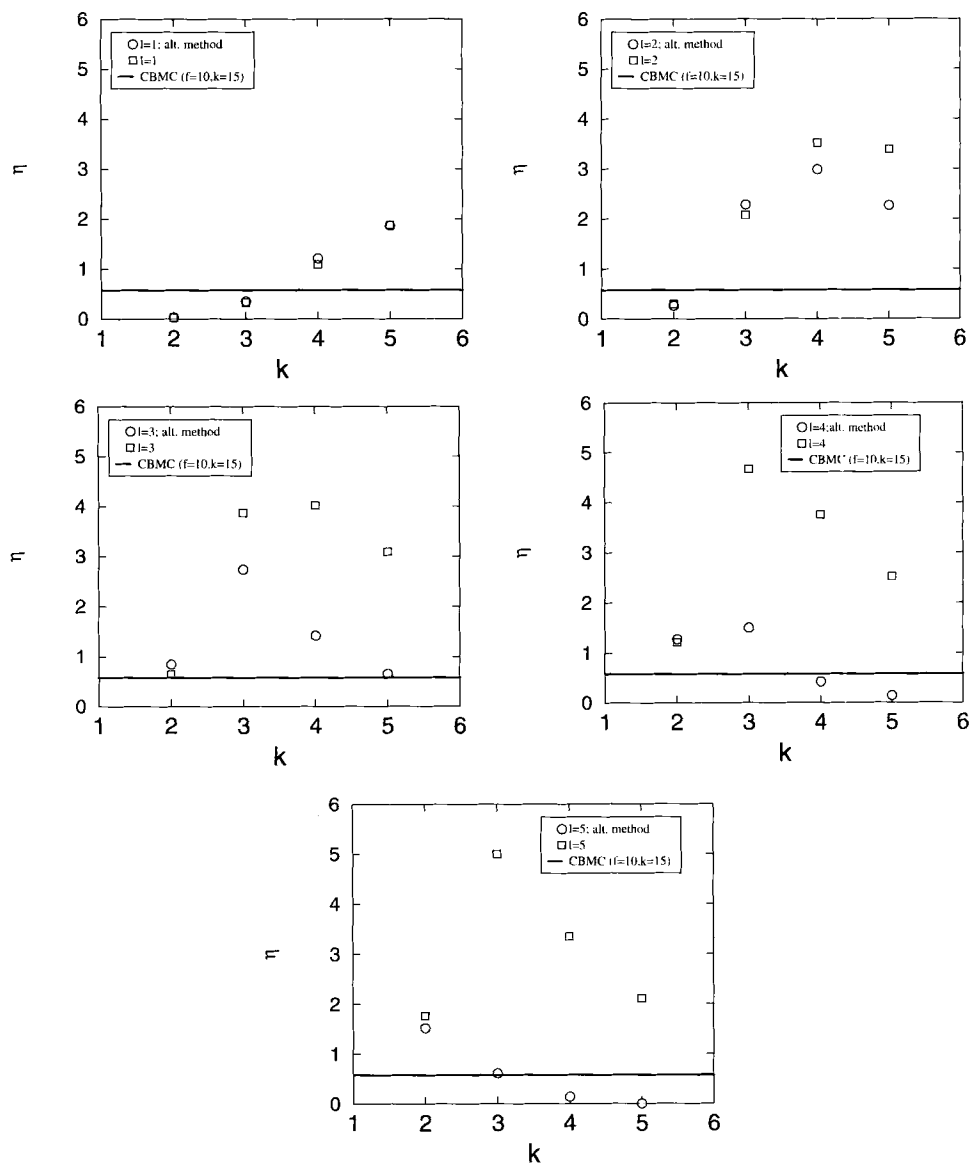 6
5
4
3
2
1
0
η
○ l=1; alt. method
□ l=1
CBMC (f=10,k=15)
1 2 3 4 5 6
k
6
5
4
3
2
1
0
η
○ l=2; alt. method
□ l=2
CBMC (f=10,k=15)
1 2 3 4 5 6
k
6
5
4
3
2
1
0
η
○ l=3; alt. method
□ l=3
CBMC (f=10,k=15)
1 2 3 4 5 6
k
6
5
4
3
2
1
0
η
○ l=4;alt. method
□ l=4
CBMC (f=10,k=15)
1 2 3 4 5 6
k
6
5
4
3
2
1
0
η
○ l=5; alt. method
□ l=5
CBMC (f=10,k=15)
1 2 3 4 5 6
k